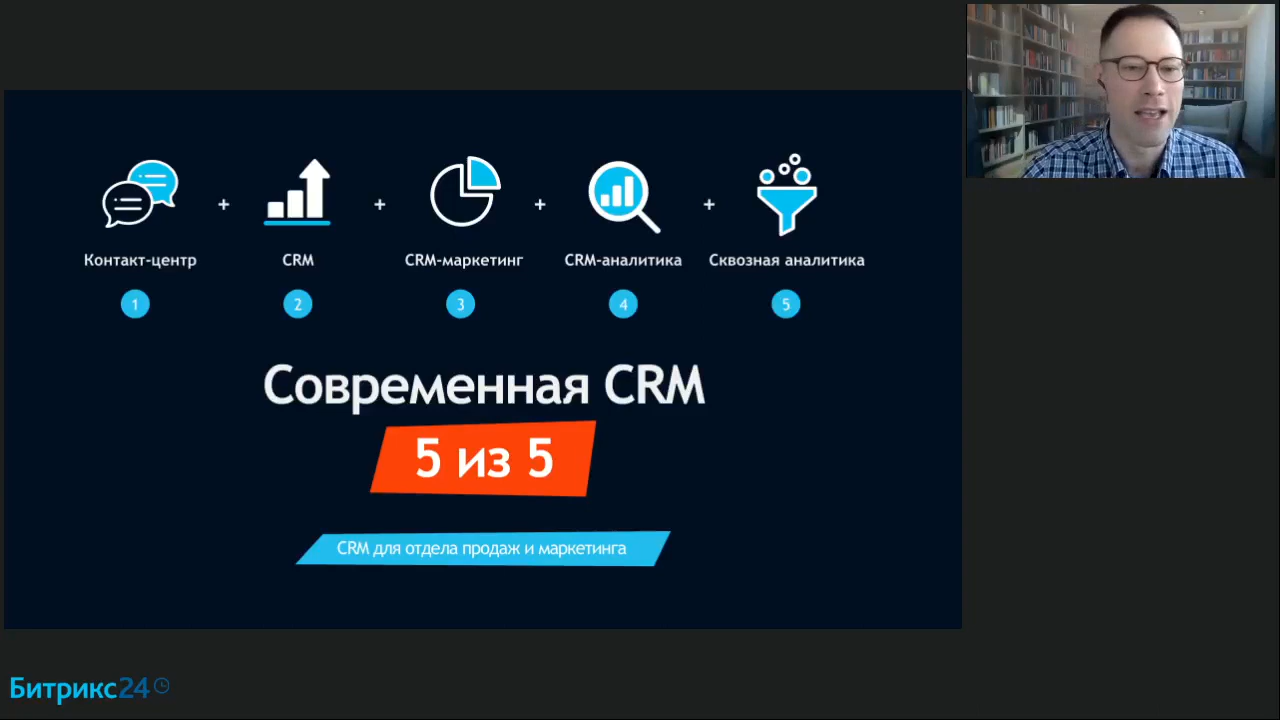 + + + +
Контакт-центр CRM CRM-маркетинг CRM-аналитика Сквозная аналитика
1 2 3 4 5
Современная CRM
5 из 5
CRM для отдела продаж и маркетинга
Битрикс24